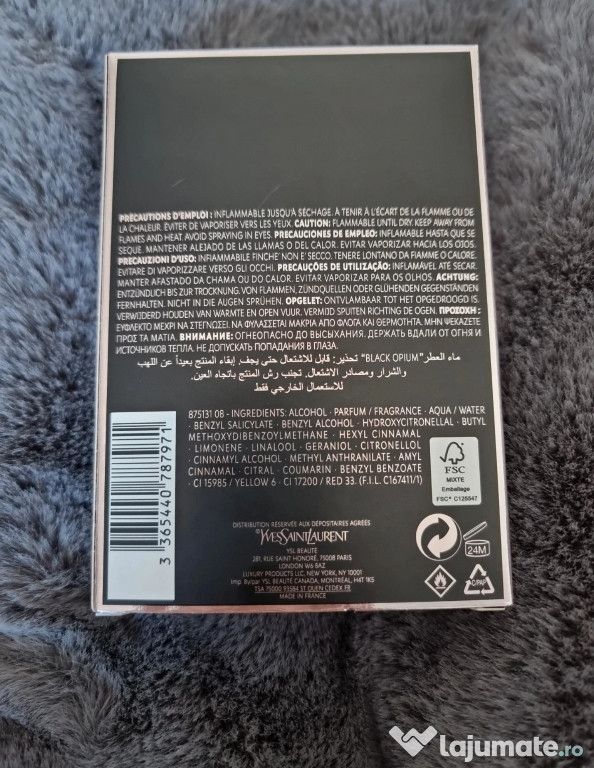 PRÉCAUTIONS D'EMPLOI : INFLAMMABLE JUSQU'À SÉCHAGE. À TENIR À L'ÉCART DE LA FLAMME OU DE
LA CHALEUR. ÉVITER DE VAPORISER VERS LES YEUX. CAUTION: FLAMMABLE UNTIL DRY. KEEP AWAY FROM
FLAMES AND HEAT. AVOID SPRAYING IN EYES. PRECAUCIONES DE EMPLEO: INFLAMABLE HASTA QUE SE
SEQUE. MANTENER ALEJADO DE LAS LLAMAS O DEL CALOR. EVITAR VAPORIZAR HACIA LOS OJOS.
PRECAUZIONI D'USO: INFIAMMABILE FINCHE' NON E' SECCO. TENERE LONTANO DA FIAMME O CALORE.
EVITARE DI VAPORIZZARE VERSO GLI OCCHI. PRECAUÇÕES DE UTILIZAÇÃO: INFLAMÁVEL ATÉ SECAR.
MANTER AFASTADO DA CHAMA OU DO CALOR. EVITAR VAPORIZAR PARA OS OLHOS. ACHTUNG:
ENTZÜNDLICH BIS ZUR TROCKNUNG. VON FLAMMEN, ZÜNDQUELLEN ODER GLÜHENDEN GEGENSTÄNDEN
FERNHALTEN. NICHT IN DIE AUGEN SPRÜHEN. OPGELET: ONTVLAMBAAR TOT HET OPGEDROOGD IS.
VERWIJDERD HOUDEN VAN WARMTE EN OPEN VUUR. VERMIJD SPUITEN RICHTING DE OGEN. ΠΡΟΣΟΧΗ :
ΕΥΦΛΕΚΤΟ ΜΕΧΡΙ ΝΑ ΣΤΕΓΝΩΣΕΙ. ΝΑ ΦΥΛΑΣΣΕΤΑΙ ΜΑΚΡΙΑ ΑΠΟ ΦΛΟΓΑ ΚΑΙ ΘΕΡΜΟΤΗΤΑ. ΜΗΝ ΨΕΚΑΖΕΤΕ
ΠΡΟΣ ΤΑ ΜΑΤΙΑ. ВНИМАНИЕ: ОГНЕОПАСНО ДО ВЫСЫХАНИЯ. ДЕРЖАТЬ ВДАЛИ ОТ ОГНЯ И
ИСТОЧНИКОВ ТЕПЛА. НЕ ДОПУСКАТЬ ПОПАДАНИЯ В ГЛАЗА.
ماء العطر "BLACK OPIUM" تحذير: قابل للاشتعال حتى يجف. إبقاء المنتج بعيداً عن اللهب
والشرار ومصادر الاشتعال. تجنب رش المنتج باتجاه العين.
للاستعمال الخارجي فقط
875131 08 - INGREDIENTS: ALCOHOL · PARFUM / FRAGRANCE · AQUA / WATER
· BENZYL SALICYLATE · BENZYL ALCOHOL · HYDROXYCITRONELLAL · BUTYL
METHOXYDIBENZOYLMETHANE · HEXYL CINNAMAL
· LIMONENE · LINALOOL · GERANIOL · CITRONELLOL ·
CINNAMYL ALCOHOL · METHYL ANTHRANILATE · AMYL
CINNAMAL · CITRAL · COUMARIN · BENZYL BENZOATE
· CI 15985 / YELLOW 6 · CI 17200 / RED 33. (F.I.L. C167411/1)
3 365440 787971
FSC
MIXTE
Emballage
FSC® C125547
DISTRIBUTION RÉSERVÉE AUX DÉPOSITAIRES AGRÉÉS
YVESSAINTLAURENT
YSL BEAUTÉ
281, RUE SAINT HONORÉ, 75008 PARIS
LONDON W6 8AZ
LUXURY PRODUCTS LLC, NEW YORK, NY 10001
Imp. By/par YSL BEAUTÉ CANADA, MONTRÉAL, H4T 1K5
TSA 75000 93584 ST OUEN CEDEX FR
MADE IN FRANCE
24M
C/PAP
lajumate.ro